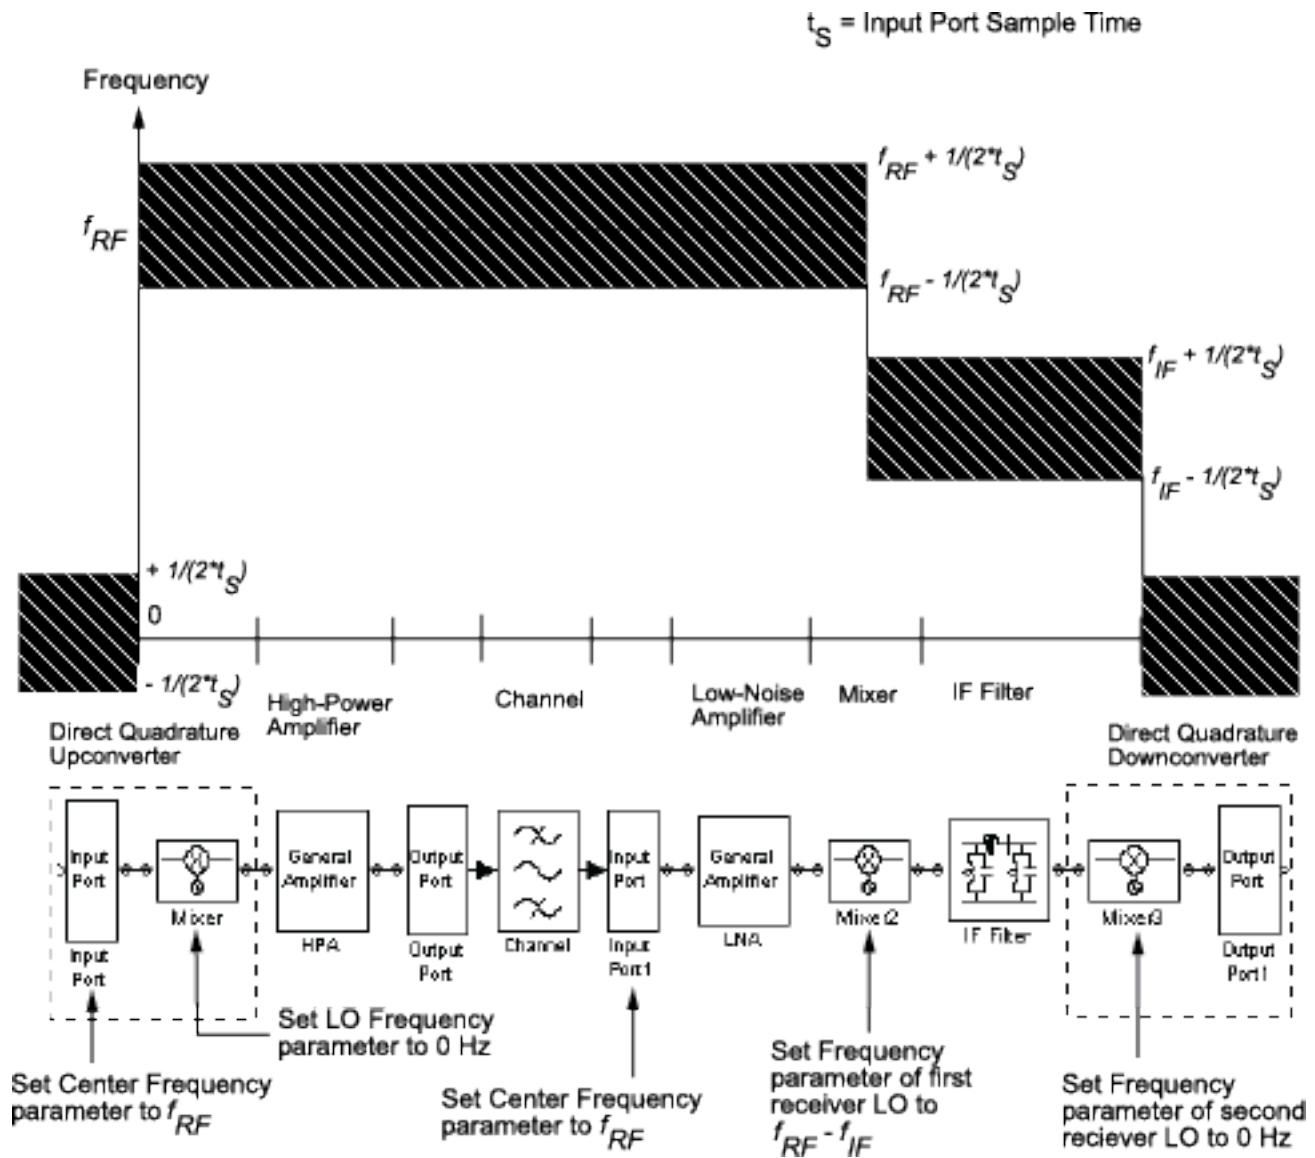 t_S = Input Port Sample Time
Frequency
f_RF + 1/(2*t_S)
f_RF
f_RF - 1/(2*t_S)
f_IF + 1/(2*t_S)
f_IF - 1/(2*t_S)
+ 1/(2*t_S)
0
- 1/(2*t_S)
High-Power
Amplifier
Channel
Low-Noise
Amplifier
Mixer
IF Filter
Direct Quadrature
Upconverter
Direct Quadrature
Downconverter
Input
Port
Input
Port
Mixer
General
Amplifier
HPA
Output
Port
Output
Port
Channel
Input
Port
Input
Port1
General
Amplifier
LNA
Mixer2
IF Filter
Mixer3
Output
Port
Output
Port1
Set Center Frequency
parameter to f_RF
Set LO Frequency
parameter to 0 Hz
Set Center Frequency
parameter to f_RF
Set Frequency
parameter of first
receiver LO to
f_RF - f_IF
Set Frequency
parameter of second
reciever LO to 0 Hz